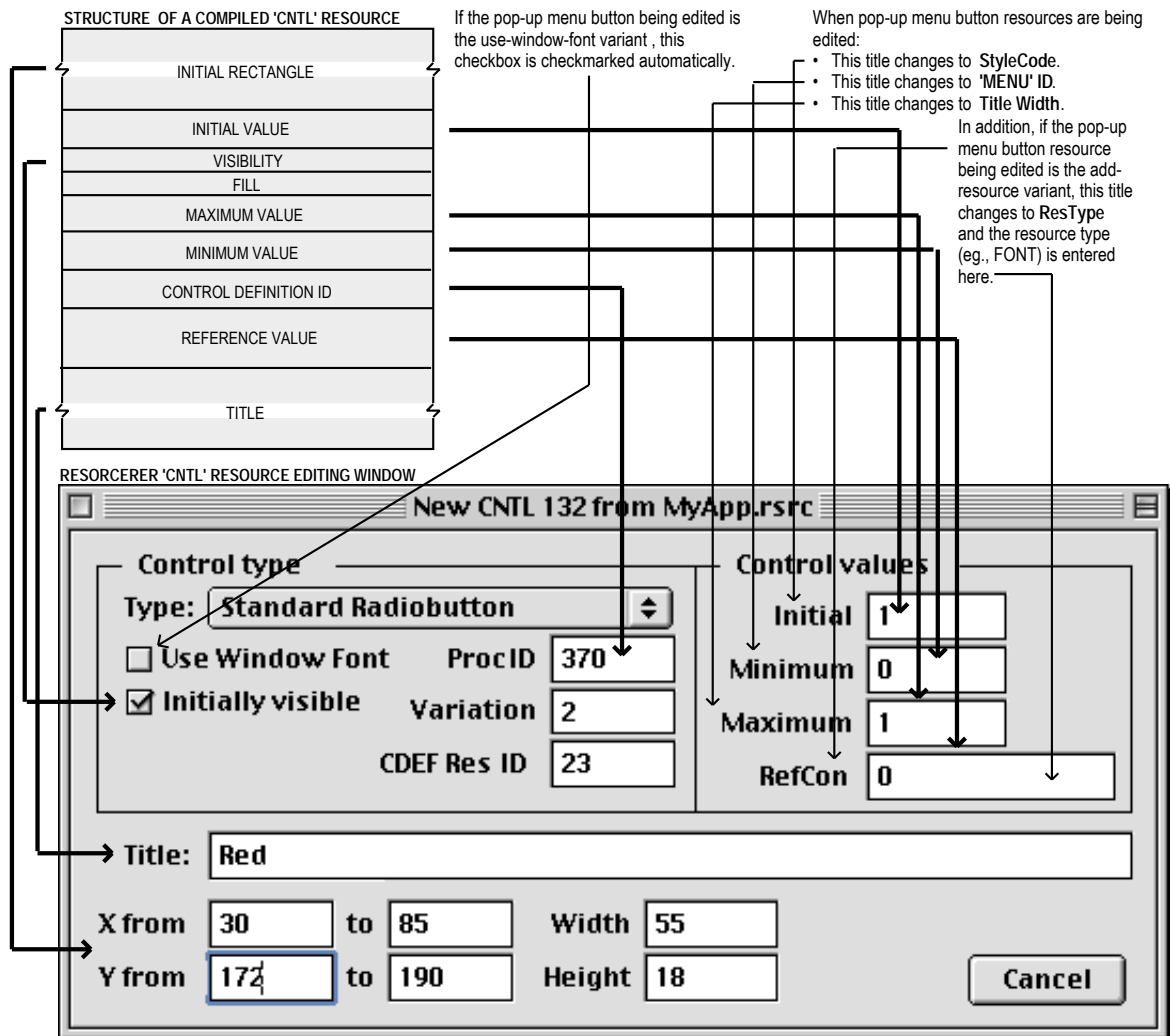 STRUCTURE OF A COMPILED 'CNTL' RESOURCE
INITIAL RECTANGLE
INITIAL VALUE
VISIBILITY
FILL
MAXIMUM VALUE
MINIMUM VALUE
CONTROL DEFINITION ID
REFERENCE VALUE
TITLE
If the pop-up menu button being edited is
the use-window-font variant , this
checkbox is checkmarked automatically.
When pop-up menu button resources are being
edited:
• This title changes to StyleCode.
• This title changes to 'MENU' ID.
• This title changes to Title Width.
In addition, if the pop-up
menu button resource
being edited is the add-
resource variant, this title
changes to ResType
and the resource type
(eg., FONT) is entered
here.
RESORCERER 'CNTL' RESOURCE EDITING WINDOW
New CNTL 132 from MyApp.rsrc
Control type
Type: Standard Radiobutton
Use Window Font
ProcID 370
Initially visible
Variation 2
CDEF Res ID 23
Control values
Initial 1
Minimum 0
Maximum 1
RefCon 0
Title: Red
X from 30 to 85 Width 55
Y from 172 to 190 Height 18
Cancel